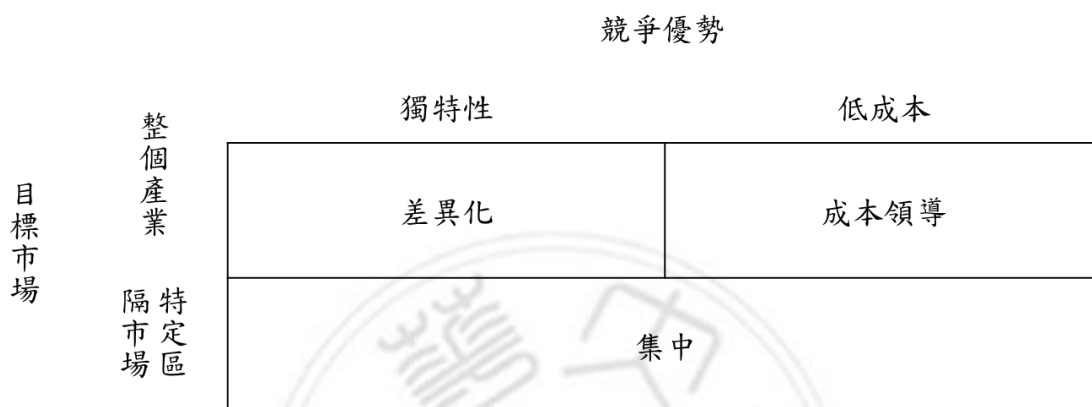 競爭優勢
獨特性 低成本
目標市場
整個產業
差異化 成本領導
特定區
隔市場
集中